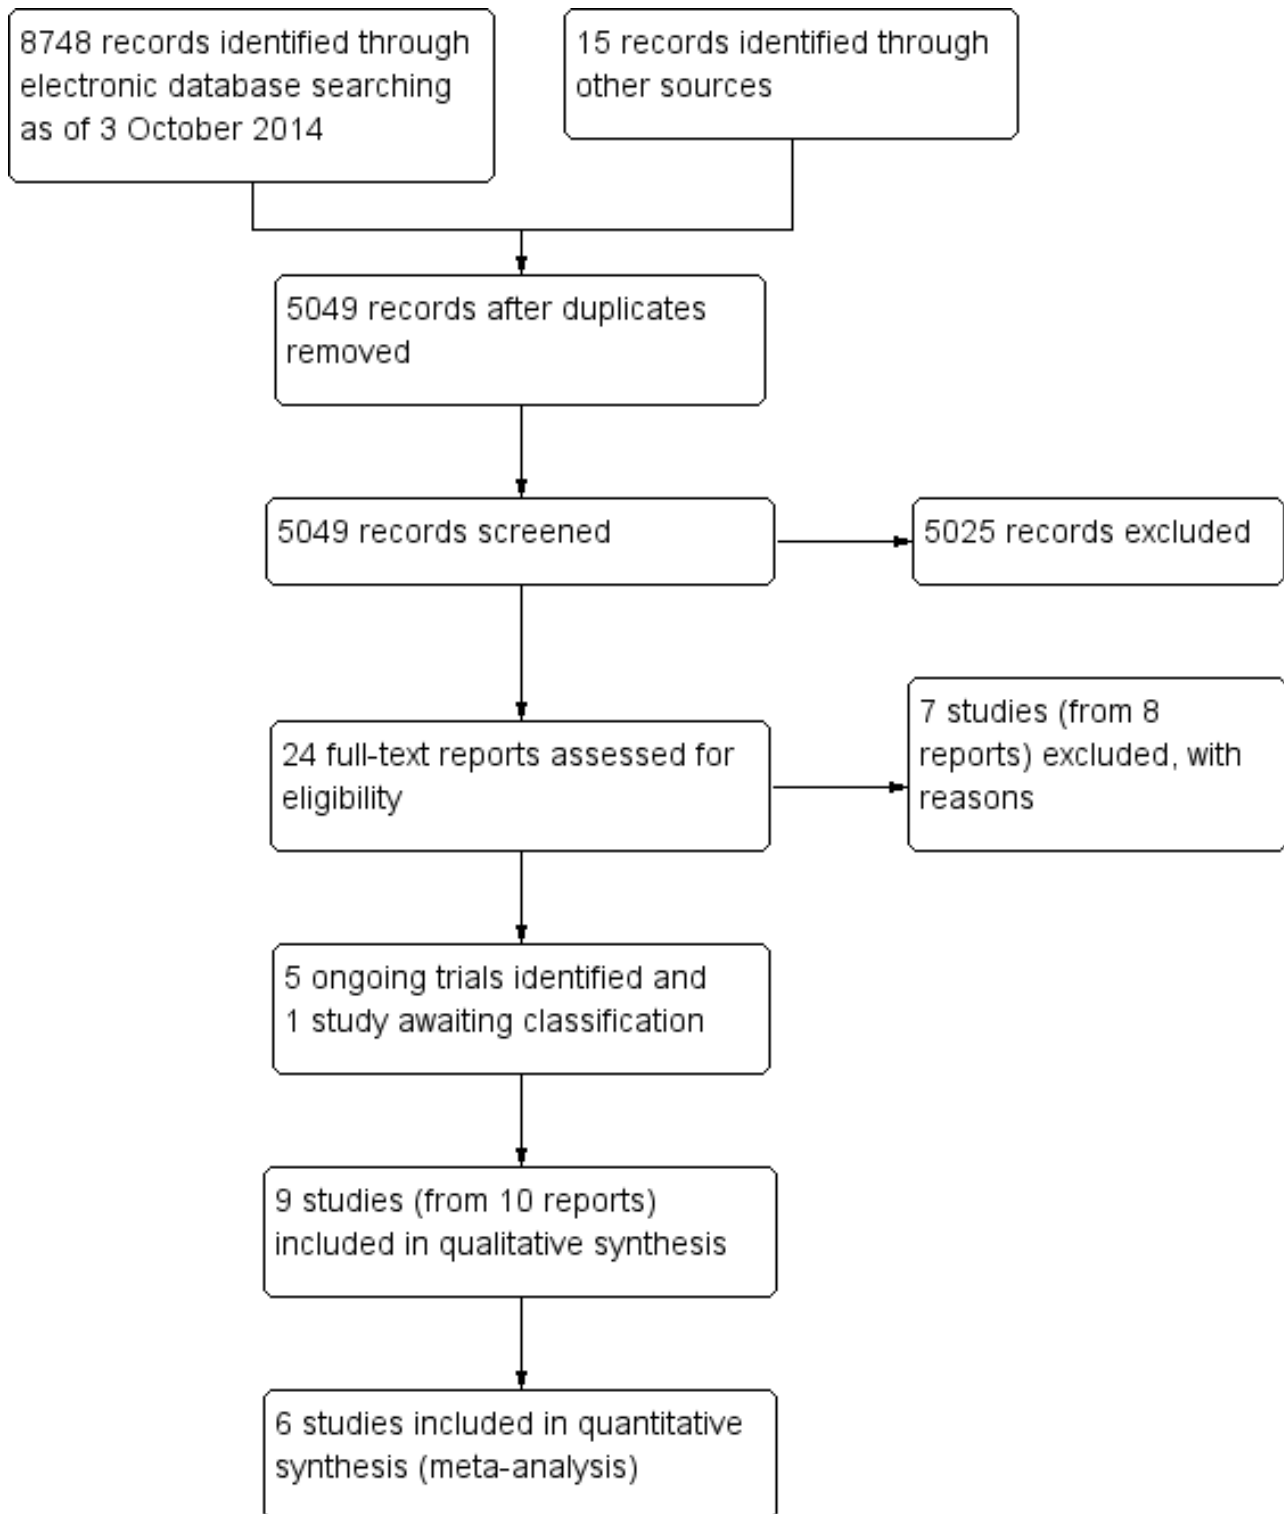 8748 records identified through
electronic database searching
as of 3 October 2014
15 records identified through
other sources
5049 records after duplicates
removed
5049 records screened
5025 records excluded
24 full-text reports assessed for
eligibility
7 studies (from 8
reports) excluded, with
reasons
5 ongoing trials identified and
1 study awaiting classification
9 studies (from 10 reports)
included in qualitative synthesis
6 studies included in quantitative
synthesis (meta-analysis)